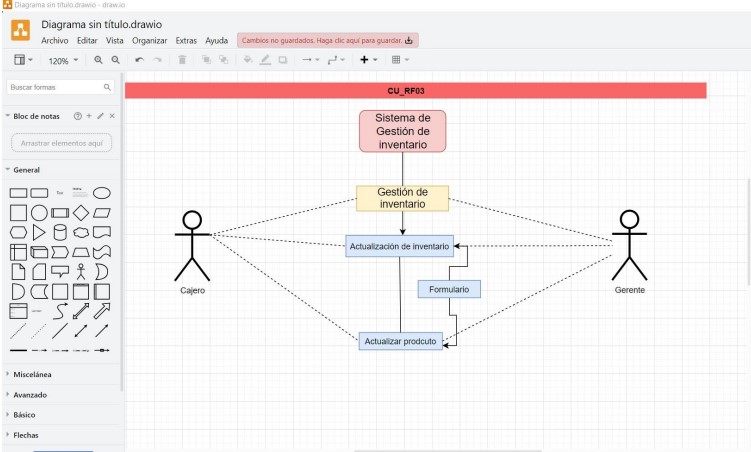 Diagrama sin título.drawio - draw.io
Diagrama sin título.drawio
Archivo Editar Vista Organizar Extras Ayuda Cambios no guardados. Haga clic aquí para guardar.
120%
Buscar formas
CU_RF03
Bloc de notas
Arrastrar elementos aquí
General
Text
Sistema de
Gestión de
inventario
Gestión de
inventario
Actualización de inventario
Cajero
Formulario
Gerente
Actualizar prodcuto
Miscelánea
Avanzado
Básico
Flechas